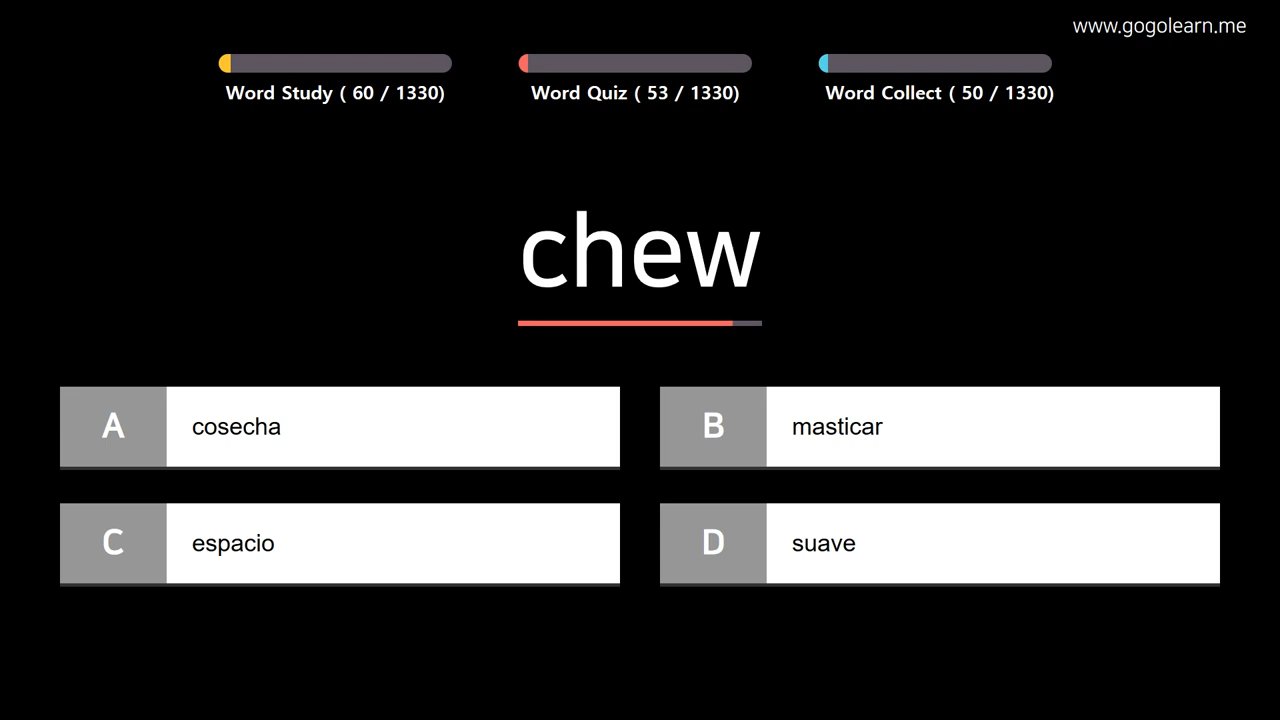 www.gogolearn.me
Word Study ( 60 / 1330)
Word Quiz ( 53 / 1330)
Word Collect ( 50 / 1330)
chew
A cosecha
B masticar
C espacio
D suave